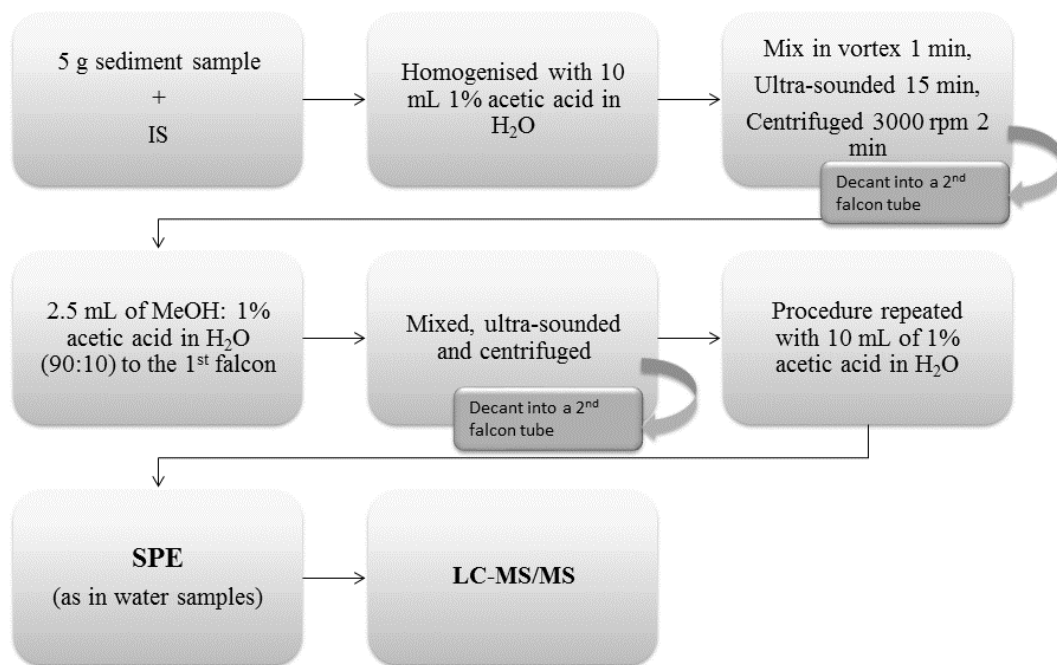 5 g sediment sample
+
IS
Homogenised with 10
mL 1% acetic acid in
H₂O
Mix in vortex 1 min,
Ultra-sounded 15 min,
Centrifuged 3000 rpm 2
min
Decant into a 2nd
falcon tube
2.5 mL of MeOH: 1%
acetic acid in H₂O
(90:10) to the 1st falcon
Mixed, ultra-sounded
and centrifuged
Decant into a 2nd
falcon tube
Procedure repeated
with 10 mL of 1%
acetic acid in H₂O
SPE
(as in water samples)
LC-MS/MS